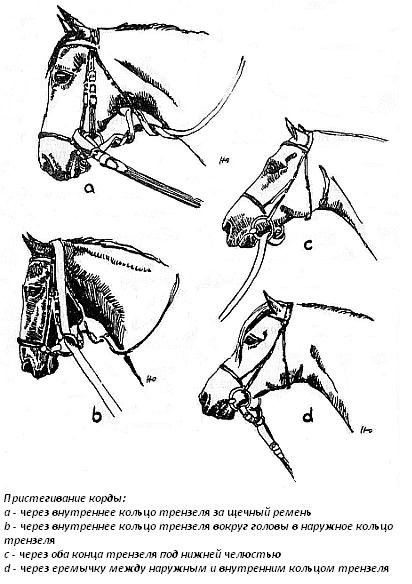 a
c
b
d
Пристегивание корды:
a - через внутреннее кольцо трензеля за щечный ремень
b - через внутреннее кольцо трензеля вокруг головы в наружное кольцо
трензеля
c - через оба конца трензеля под нижней челюстью
d - через еремычку между наружным и внутренним кольцом трензеля